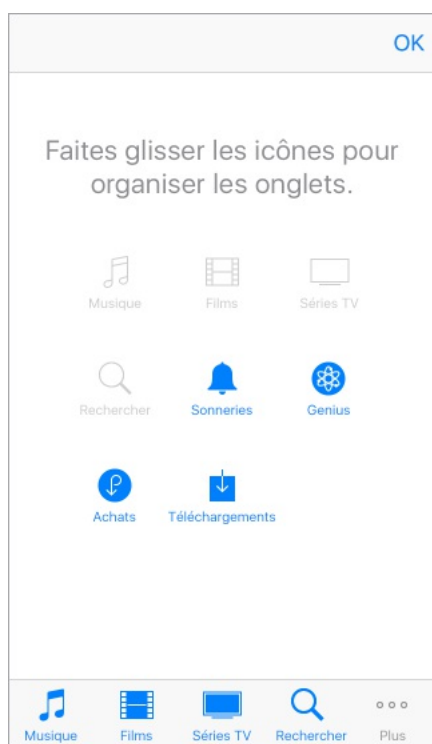 OK
Faites glisser les icônes pour
organiser les onglets.
Musique Films Séries TV
Rechercher Sonneries Genius
Achats Téléchargements
Musique Films Séries TV Rechercher Plus